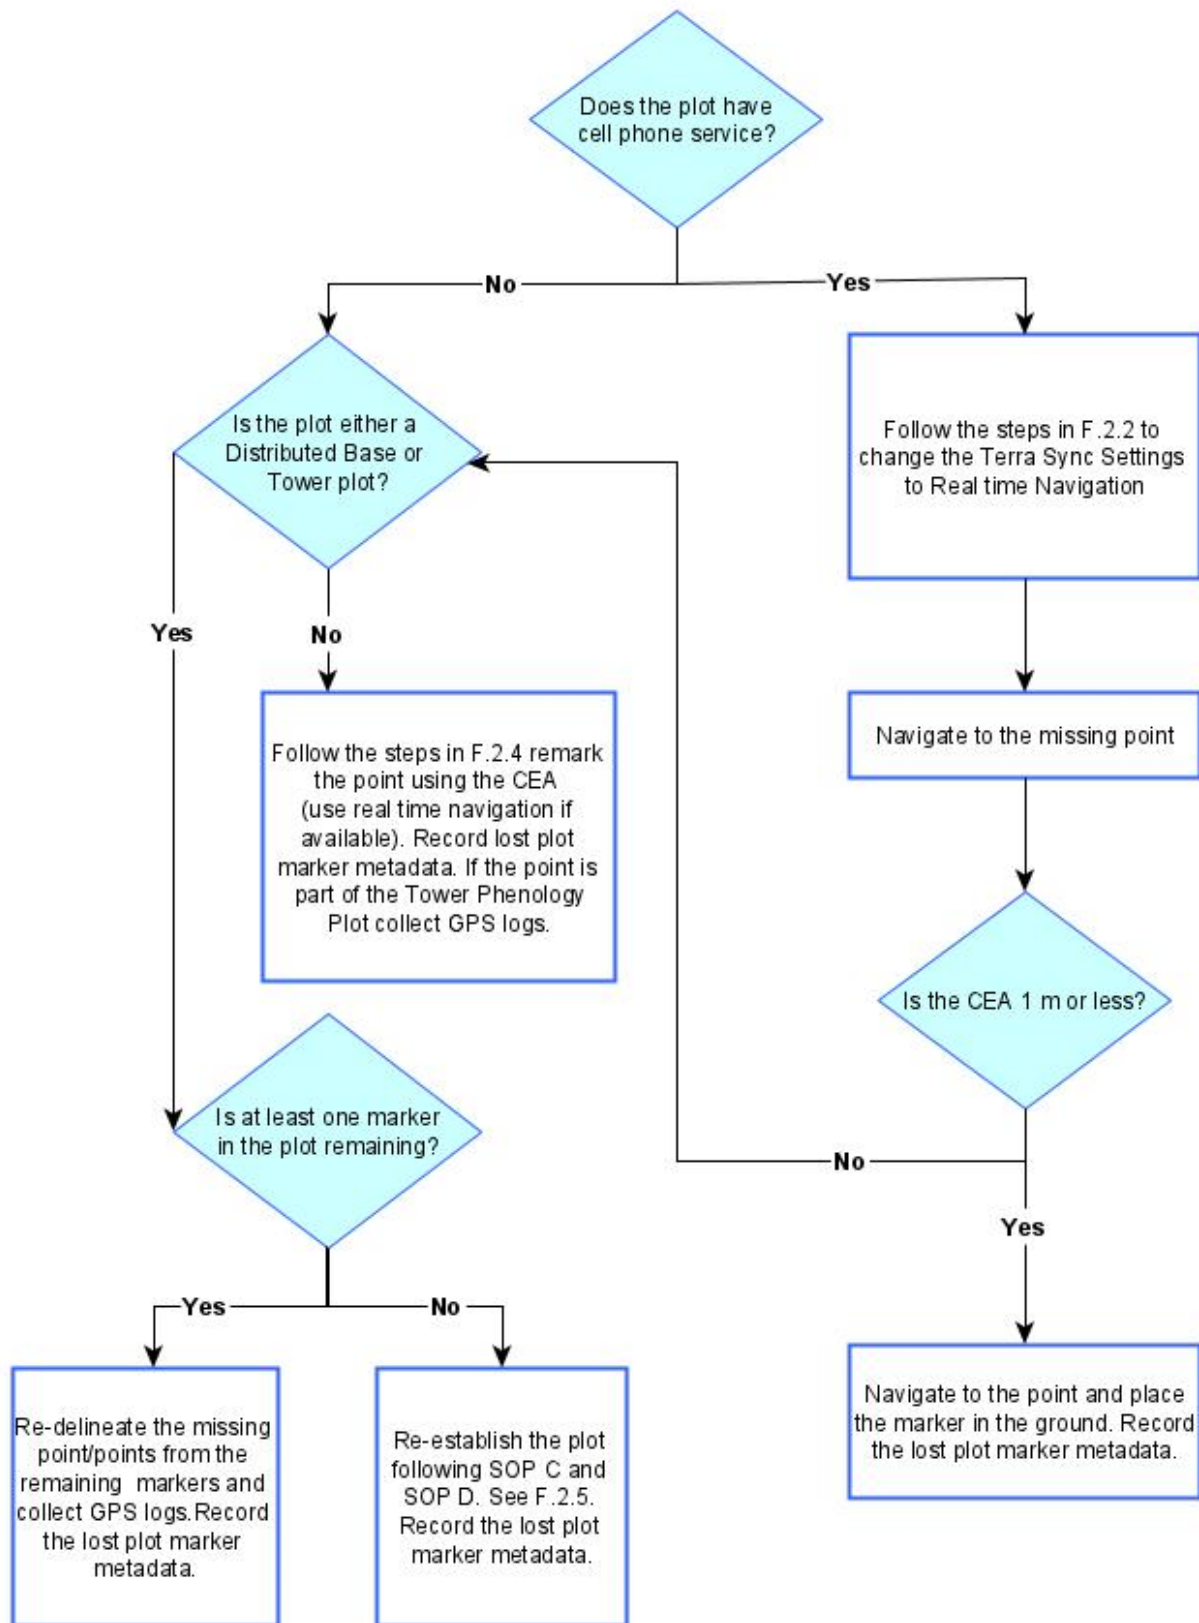 Does the plot have
cell phone service?
No
Yes
Is the plot either a
Distributed Base or
Tower plot?
Follow the steps in F.2.2 to
change the Terra Sync Settings
to Real time Navigation
Yes
No
Follow the steps in F.2.4 remark
the point using the CEA
(use real time navigation if
available). Record lost plot
marker metadata. If the point is
part of the Tower Phenology
Plot collect GPS logs.
Navigate to the missing point
Is the CEA 1 m or less?
Is at least one marker
in the plot remaining?
No
Yes
Yes
No
Re-delineate the missing
point/points from the
remaining markers and
collect GPS logs.Record
the lost plot marker
metadata.
Re-establish the plot
following SOP C and
SOP D. See F.2.5.
Record the lost plot
marker metadata.
Navigate to the point and place
the marker in the ground. Record
the lost plot marker metadata.